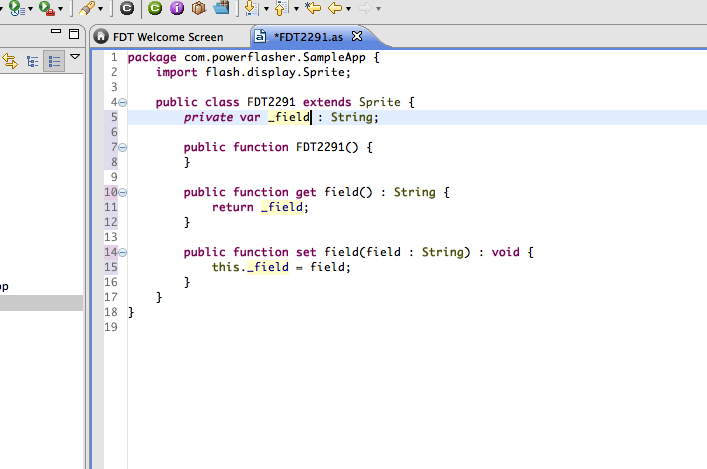 FDT Welcome Screen
*FDT2291.as
1 package com.powerflasher.SampleApp {
2 import flash.display.Sprite;
3
4 public class FDT2291 extends Sprite {
5 private var _field : String;
6
7 public function FDT2291() {
8 }
9
10 public function get field() : String {
11 return _field;
12 }
13
14 public function set field(field : String) : void {
15 this._field = field;
16 }
17 }
18 }
19
pp